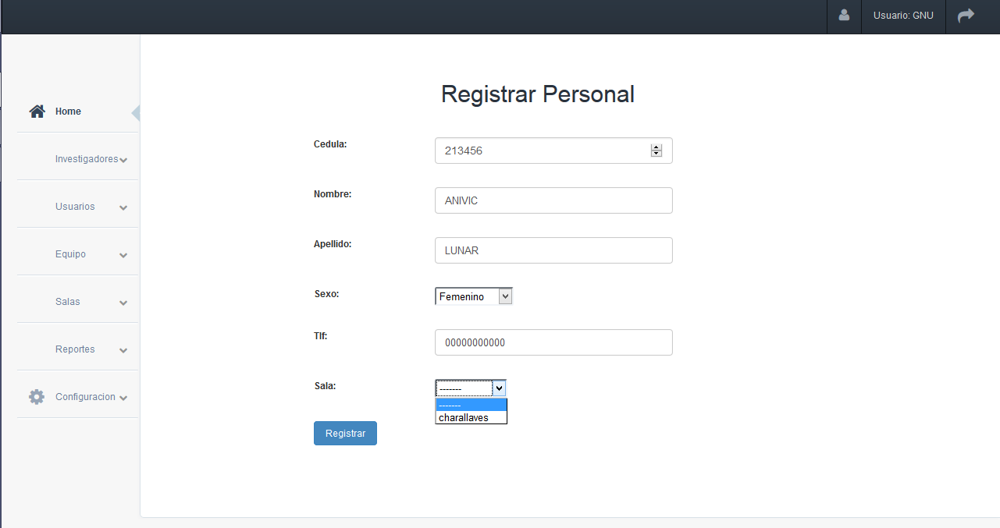 Usuario: GNU
Home
Investigadores
Usuarios
Equipo
Salas
Reportes
Configuracion
Registrar Personal
Cedula:
213456
Nombre:
ANIVIC
Apellido:
LUNAR
Sexo:
Femenino
Tlf:
00000000000
Sala:
-------
-------
charallaves
Registrar